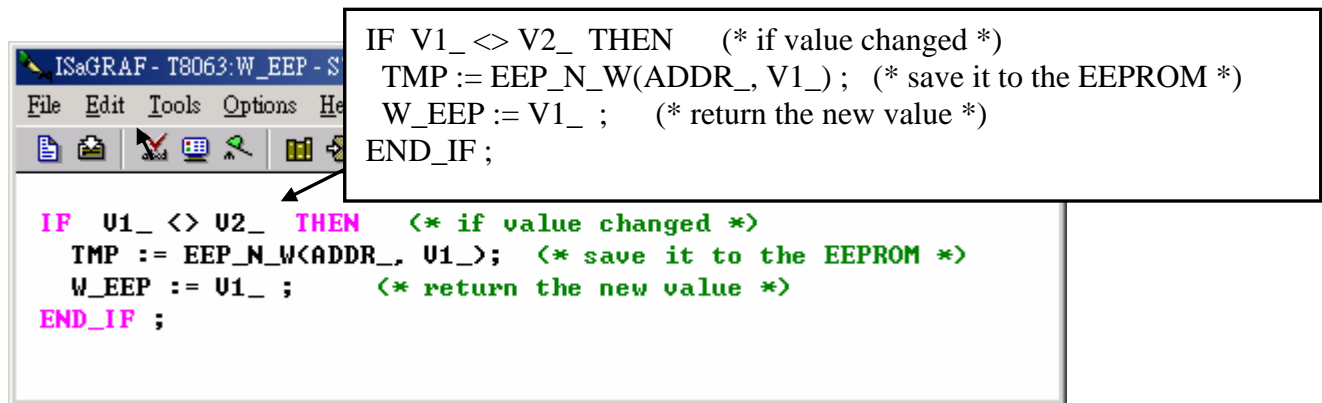 IF V1_ <> V2_ THEN (* if value changed *)
TMP := EEP_N_W(ADDR_, V1_) ; (* save it to the EEPROM *)
W_EEP := V1_ ; (* return the new value *)
END_IF ;
ISaGRAF - T8063:W_EEP - S
File Edit Tools Options He
IF V1_ <> V2_ THEN (* if value changed *)
TMP := EEP_N_W(ADDR_, V1_); (* save it to the EEPROM *)
W_EEP := V1_ ; (* return the new value *)
END_IF ;